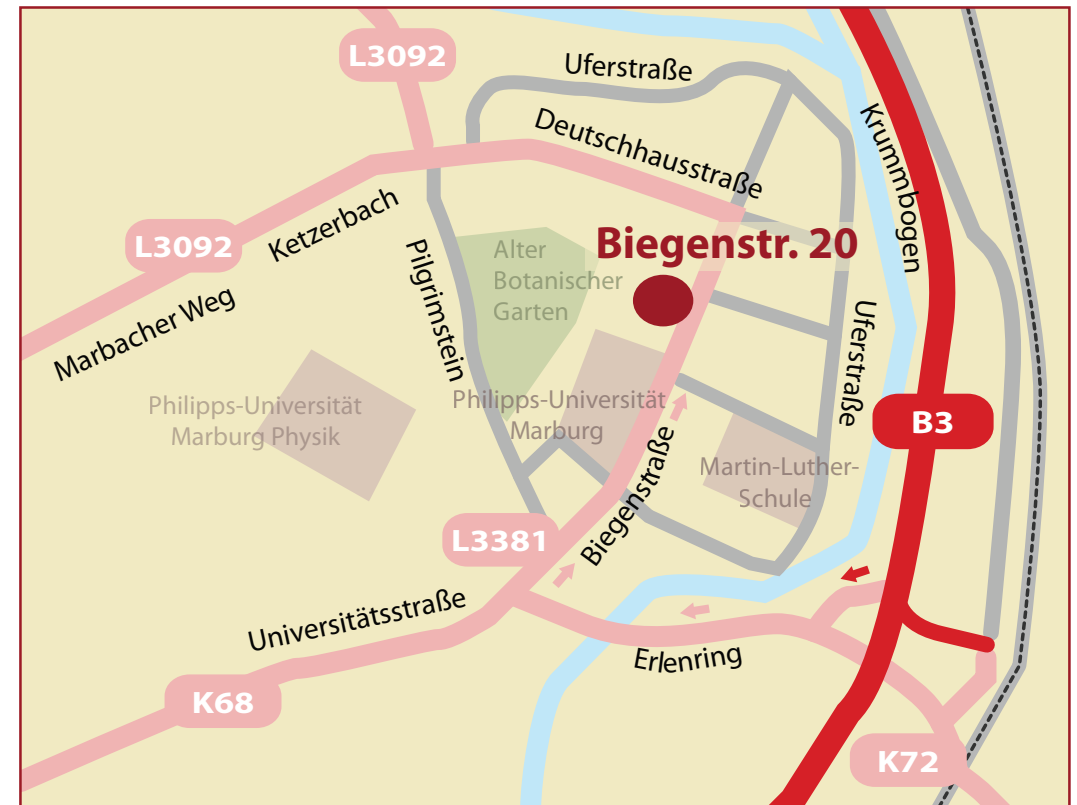 L3092
Uferstraße
Deutschhausstraße
Krummbogen
L3092
Ketzerbach
Marbacher Weg
Pilgrimstein
Alter
Botanischer
Garten
Biegenstr. 20
Uferstraße
Philipps-Universität
Marburg Physik
Philipps-Universität
Marburg
B3
Martin-Luther-
Schule
Biegenstraße
L3381
Universitätsstraße
Erlenring
K68
K72